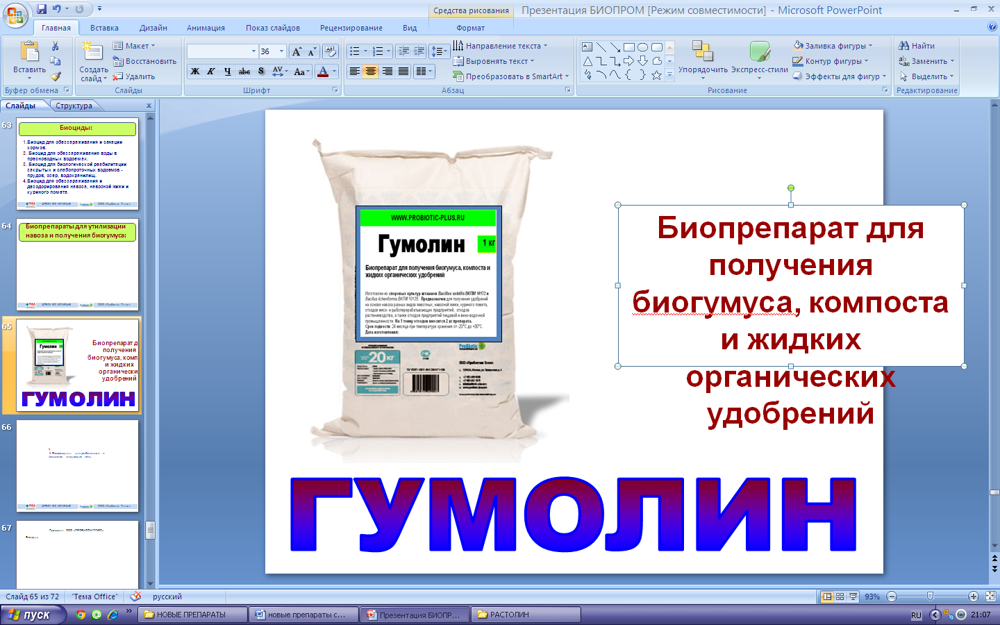 Средства рисования
Презентация БИОПРОМ [Режим совместимости] - Microsoft PowerPoint
Главная
Вставка
Дизайн
Анимация
Показ слайдов
Рецензирование
Вид
Формат
Вставить
Буфер обмена
Создать
слайд
Макет
Восстановить
Удалить
Слайды
36
Ж К Ч abc S AV Aa A
Шрифт
Направление текста
Выровнять текст
Преобразовать в SmartArt
Абзац
Упорядочить
Экспресс-стили
Заливка фигуры
Контур фигуры
Эффекты для фигур
Рисование
Найти
Заменить
Выделить
Редактирование
Слайды
Структура
63
Биоциды:
1.Биоцид для обеззараживания и санации
кормов.
2. Биоцид для обеззараживания воды в
пресноводных водоемах.
3. Биоцид для биологической реабилитации
закрытых и слабопроточных водоемов -
прудов, озер, водохранилищ.
4.Биоцид для обеззараживания и
дезодорирования навоза, навозной жижи и
куриного помета.
64
Биопрепараты для утилизации
навоза и получения биогумуса:
65
Гумолин
Биопрепарат д
получения
биогумуса, комп
и жидких
органически
удобрений
ГУМОЛИН
66
67
WWW.PROBIOTIC-PLUS.RU
Гумолин
1 кг
Биопрепарат для получения биогумуса, компоста и
жидких органических удобрений
Изготовлен из споровых культур штаммов Bacillus subtilis ВКПМ 10172 и
Bacillus licheniformis ВКПМ 10135. Предназначен для получения удобрений
на основе навоза разных видов животных, навозной жижи, куриного помета,
отходов мясо- и рыбоперерабатывающих предприятий, отходов
растениеводства, а также отходов предприятий пищевой и вино-водочной
промышленности. На 1 тонну отходов вносится 2 кг препарата.
Срок годности: 24 месяца при температуре хранения от -20°С до +30°С.
Дата изготовления:
20 кг
ProBiotic
Биопрепарат для
получения
биогумуса, компоста
и жидких
органических
удобрений
ГУМОЛИН
Слайд 65 из 72
"Тема Office"
русский
93%
пуск
НОВЫЕ ПРЕПАРАТЫ
новые препараты с...
Презентация БИОПР...
РАСТОЛИН
RU
21:07